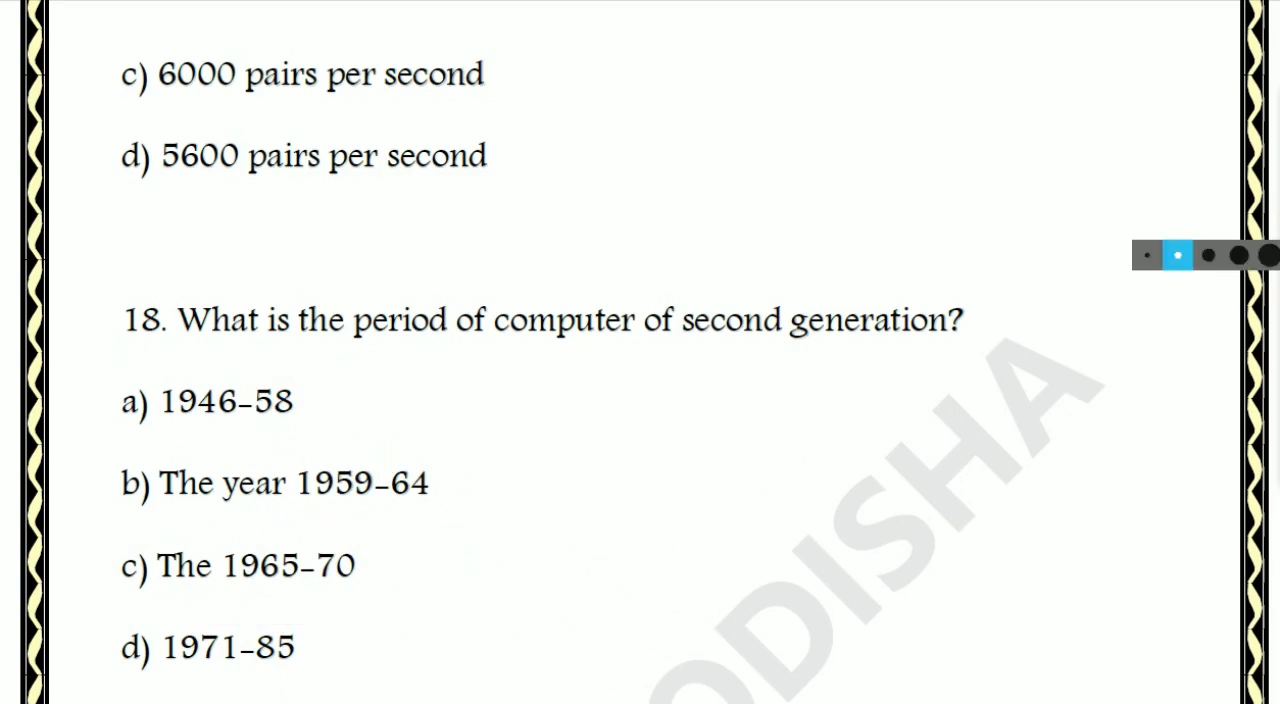 c) 6000 pairs per second
d) 5600 pairs per second
18. What is the period of computer of second generation?
a) 1946-58
b) The year 1959-64
c) The 1965-70
d) 1971-85
ODISHA